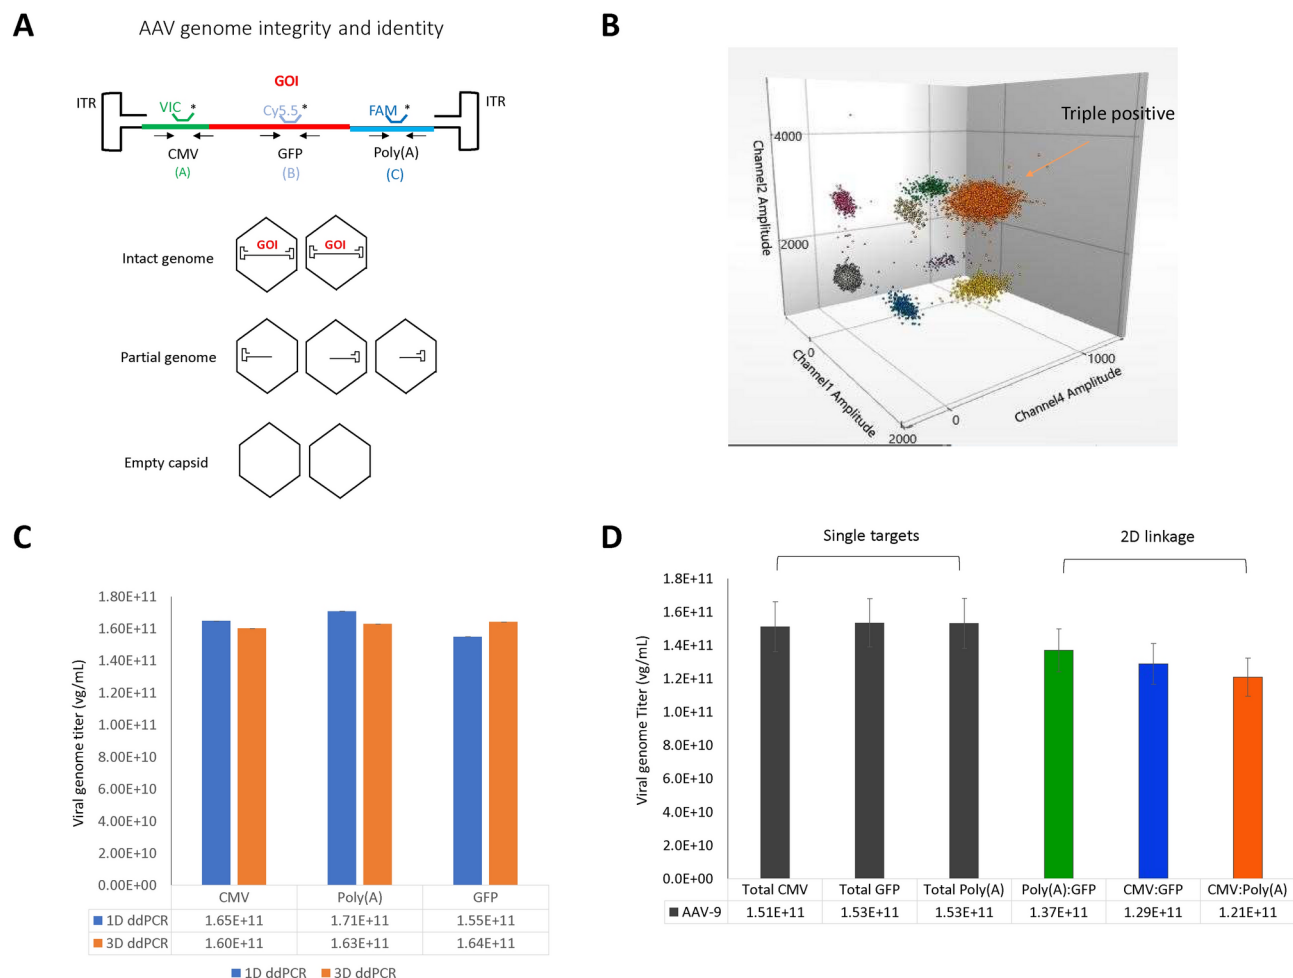 A
AAV genome integrity and identity
GOI
ITR
VIC *
Cy5.5 *
FAM *
ITR
CMV
GFP
Poly(A)
(A)
(B)
(C)
Intact genome
GOI
GOI
Partial genome
Empty capsid
B
Triple positive
4000
2000
Channel2 Amplitude
0
Channel1 Amplitude
2000
0
Channel4 Amplitude
1000
C
Viral genome titer (vg/mL)
1.80E+11
1.60E+11
1.40E+11
1.20E+11
1.00E+11
8.00E+10
6.00E+10
4.00E+10
2.00E+10
0.00E+00
CMV Poly(A) GFP
1D ddPCR 1.65E+11 1.71E+11 1.55E+11
3D ddPCR 1.60E+11 1.63E+11 1.64E+11
1D ddPCR 3D ddPCR
D
Single targets
2D linkage
Viral genome Titer (vg/mL)
1.8E+11
1.6E+11
1.4E+11
1.2E+11
1.0E+11
8.0E+10
6.0E+10
4.0E+10
2.0E+10
0.0E+00
Total CMV Total GFP Total Poly(A) Poly(A):GFP CMV:GFP CMV:Poly(A)
AAV-9 1.51E+11 1.53E+11 1.53E+11 1.37E+11 1.29E+11 1.21E+11